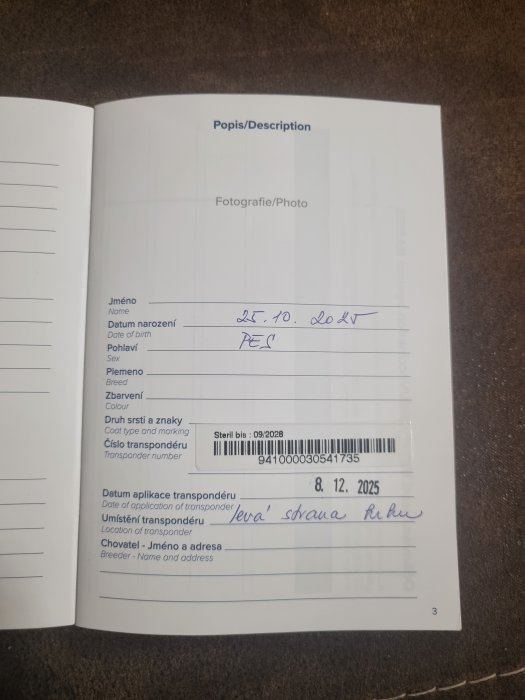 Popis/Description
Fotografie/Photo
Jméno
Name
Datum narození 25.10. 2025
Date of birth
Pohlaví PES
Sex
Plemeno
Breed
Zbarvení
Colour
Druh srsti a znaky
Coat type and marking
Steril bis : 09/2028
Číslo transpondéru
Transponder number
941000030541735
Datum aplikace transpondéru 8. 12. 2025
Date of application of transponder
Umístění transpondéru levá strana krku
Location of transponder
Chovatel - Jméno a adresa
Breeder - Name and address
3